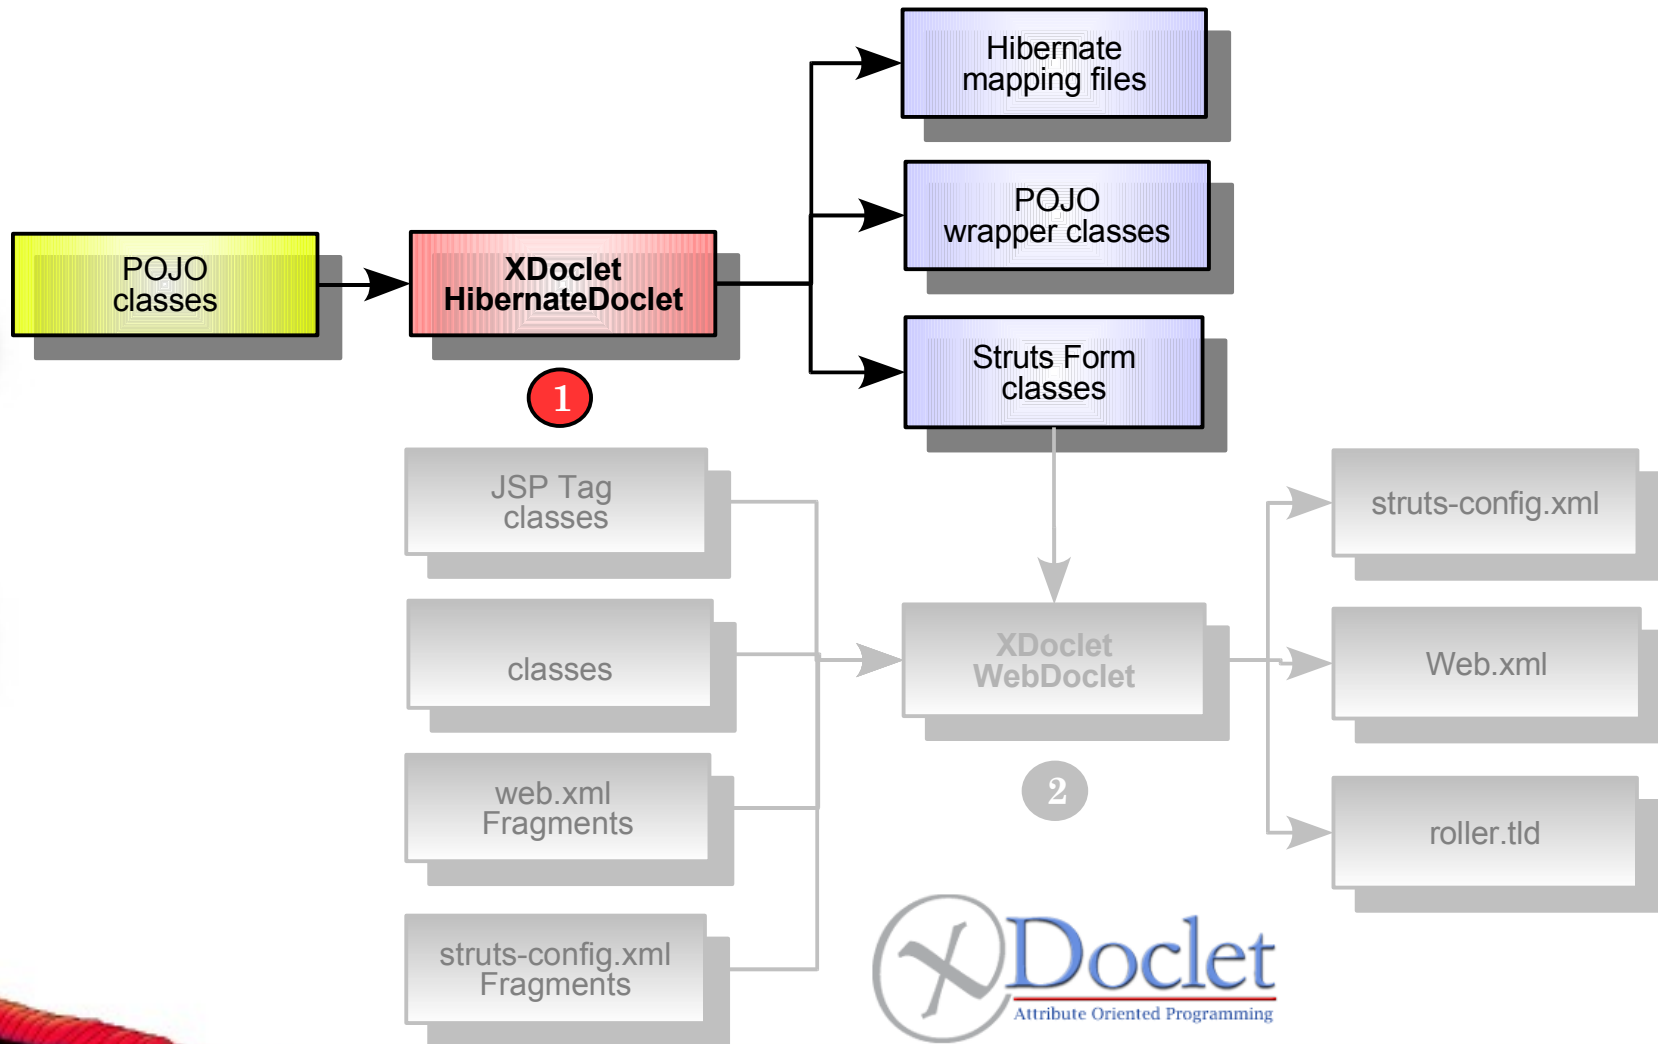 Hibernate
mapping files
POJO
wrapper classes
POJO
classes
XDoclet
HibernateDoclet
Struts Form
classes
1
JSP Tag
classes
struts-config.xml
classes
XDoclet
WebDoclet
Web.xml
web.xml
Fragments
2
roller.tld
struts-config.xml
Fragments
XDoclet
Attribute Oriented Programming